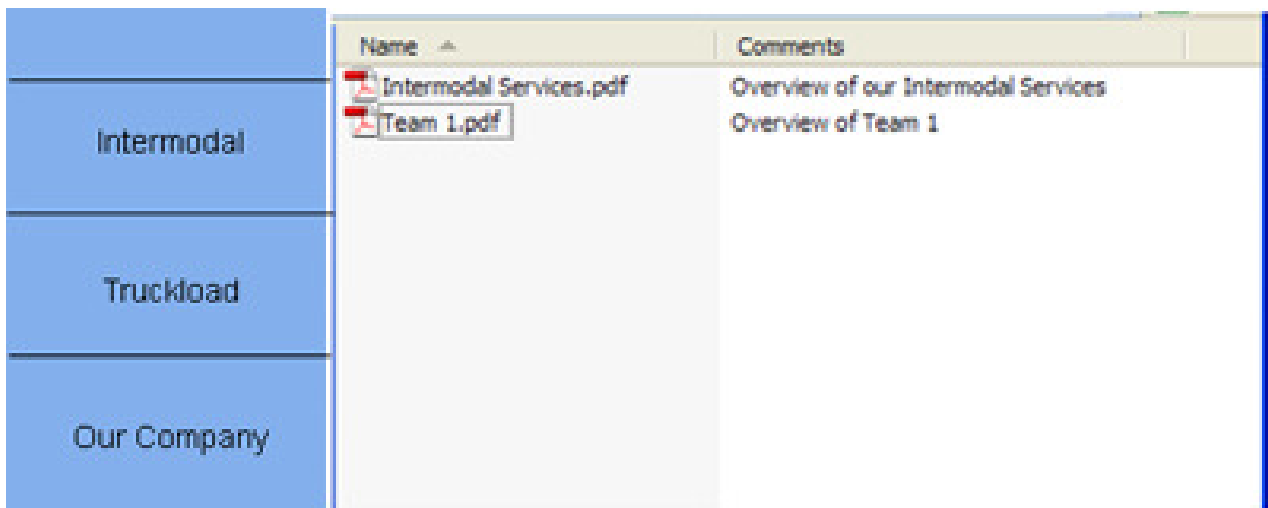 Intermodal
Truckload
Our Company
Name Comments
Intermodal Services.pdf Overview of our Intermodal Services
Team 1.pdf Overview of Team 1